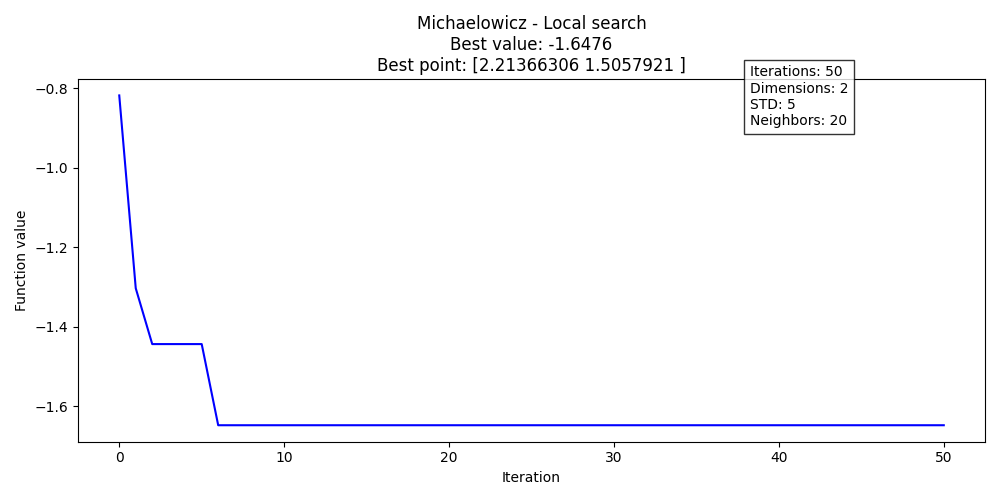 Michaelowicz - Local search
Best value: -1.6476
Best point: [2.21366306 1.5057921 ]
Iterations: 50
Dimensions: 2
STD: 5
Neighbors: 20
Function value
−0.8
−1.0
−1.2
−1.4
−1.6
0 10 20 30 40 50
Iteration